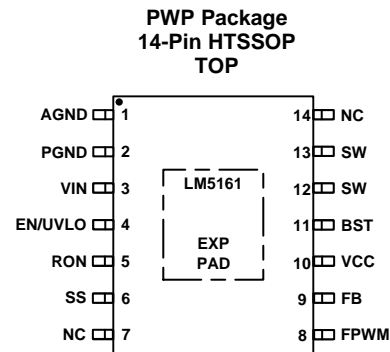 PWP Package
14-Pin HTSSOP
TOP
AGND 1 14 NC
PGND 2 13 SW
VIN 3 LM5161 12 SW
EN/UVLO 4 11 BST
EXP
PAD
RON 5 10 VCC
SS 6 9 FB
NC 7 8 FPWM